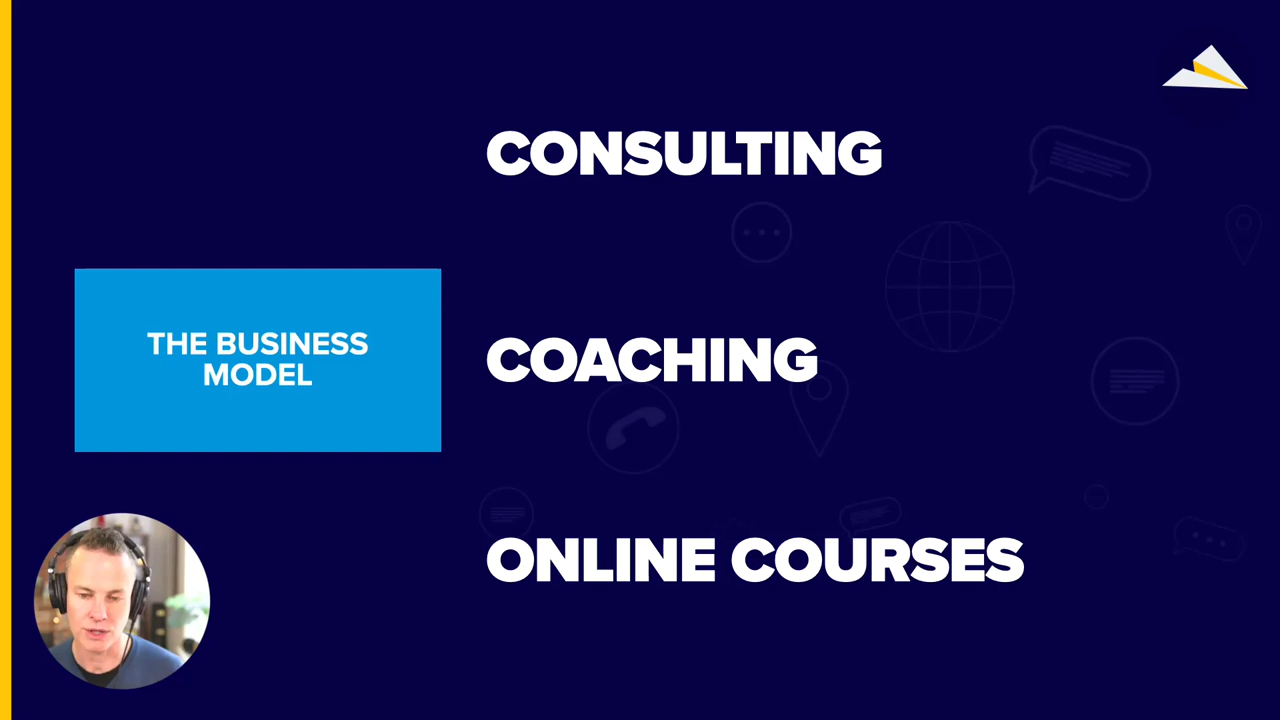 CONSULTING
THE BUSINESS
MODEL
COACHING
ONLINE COURSES